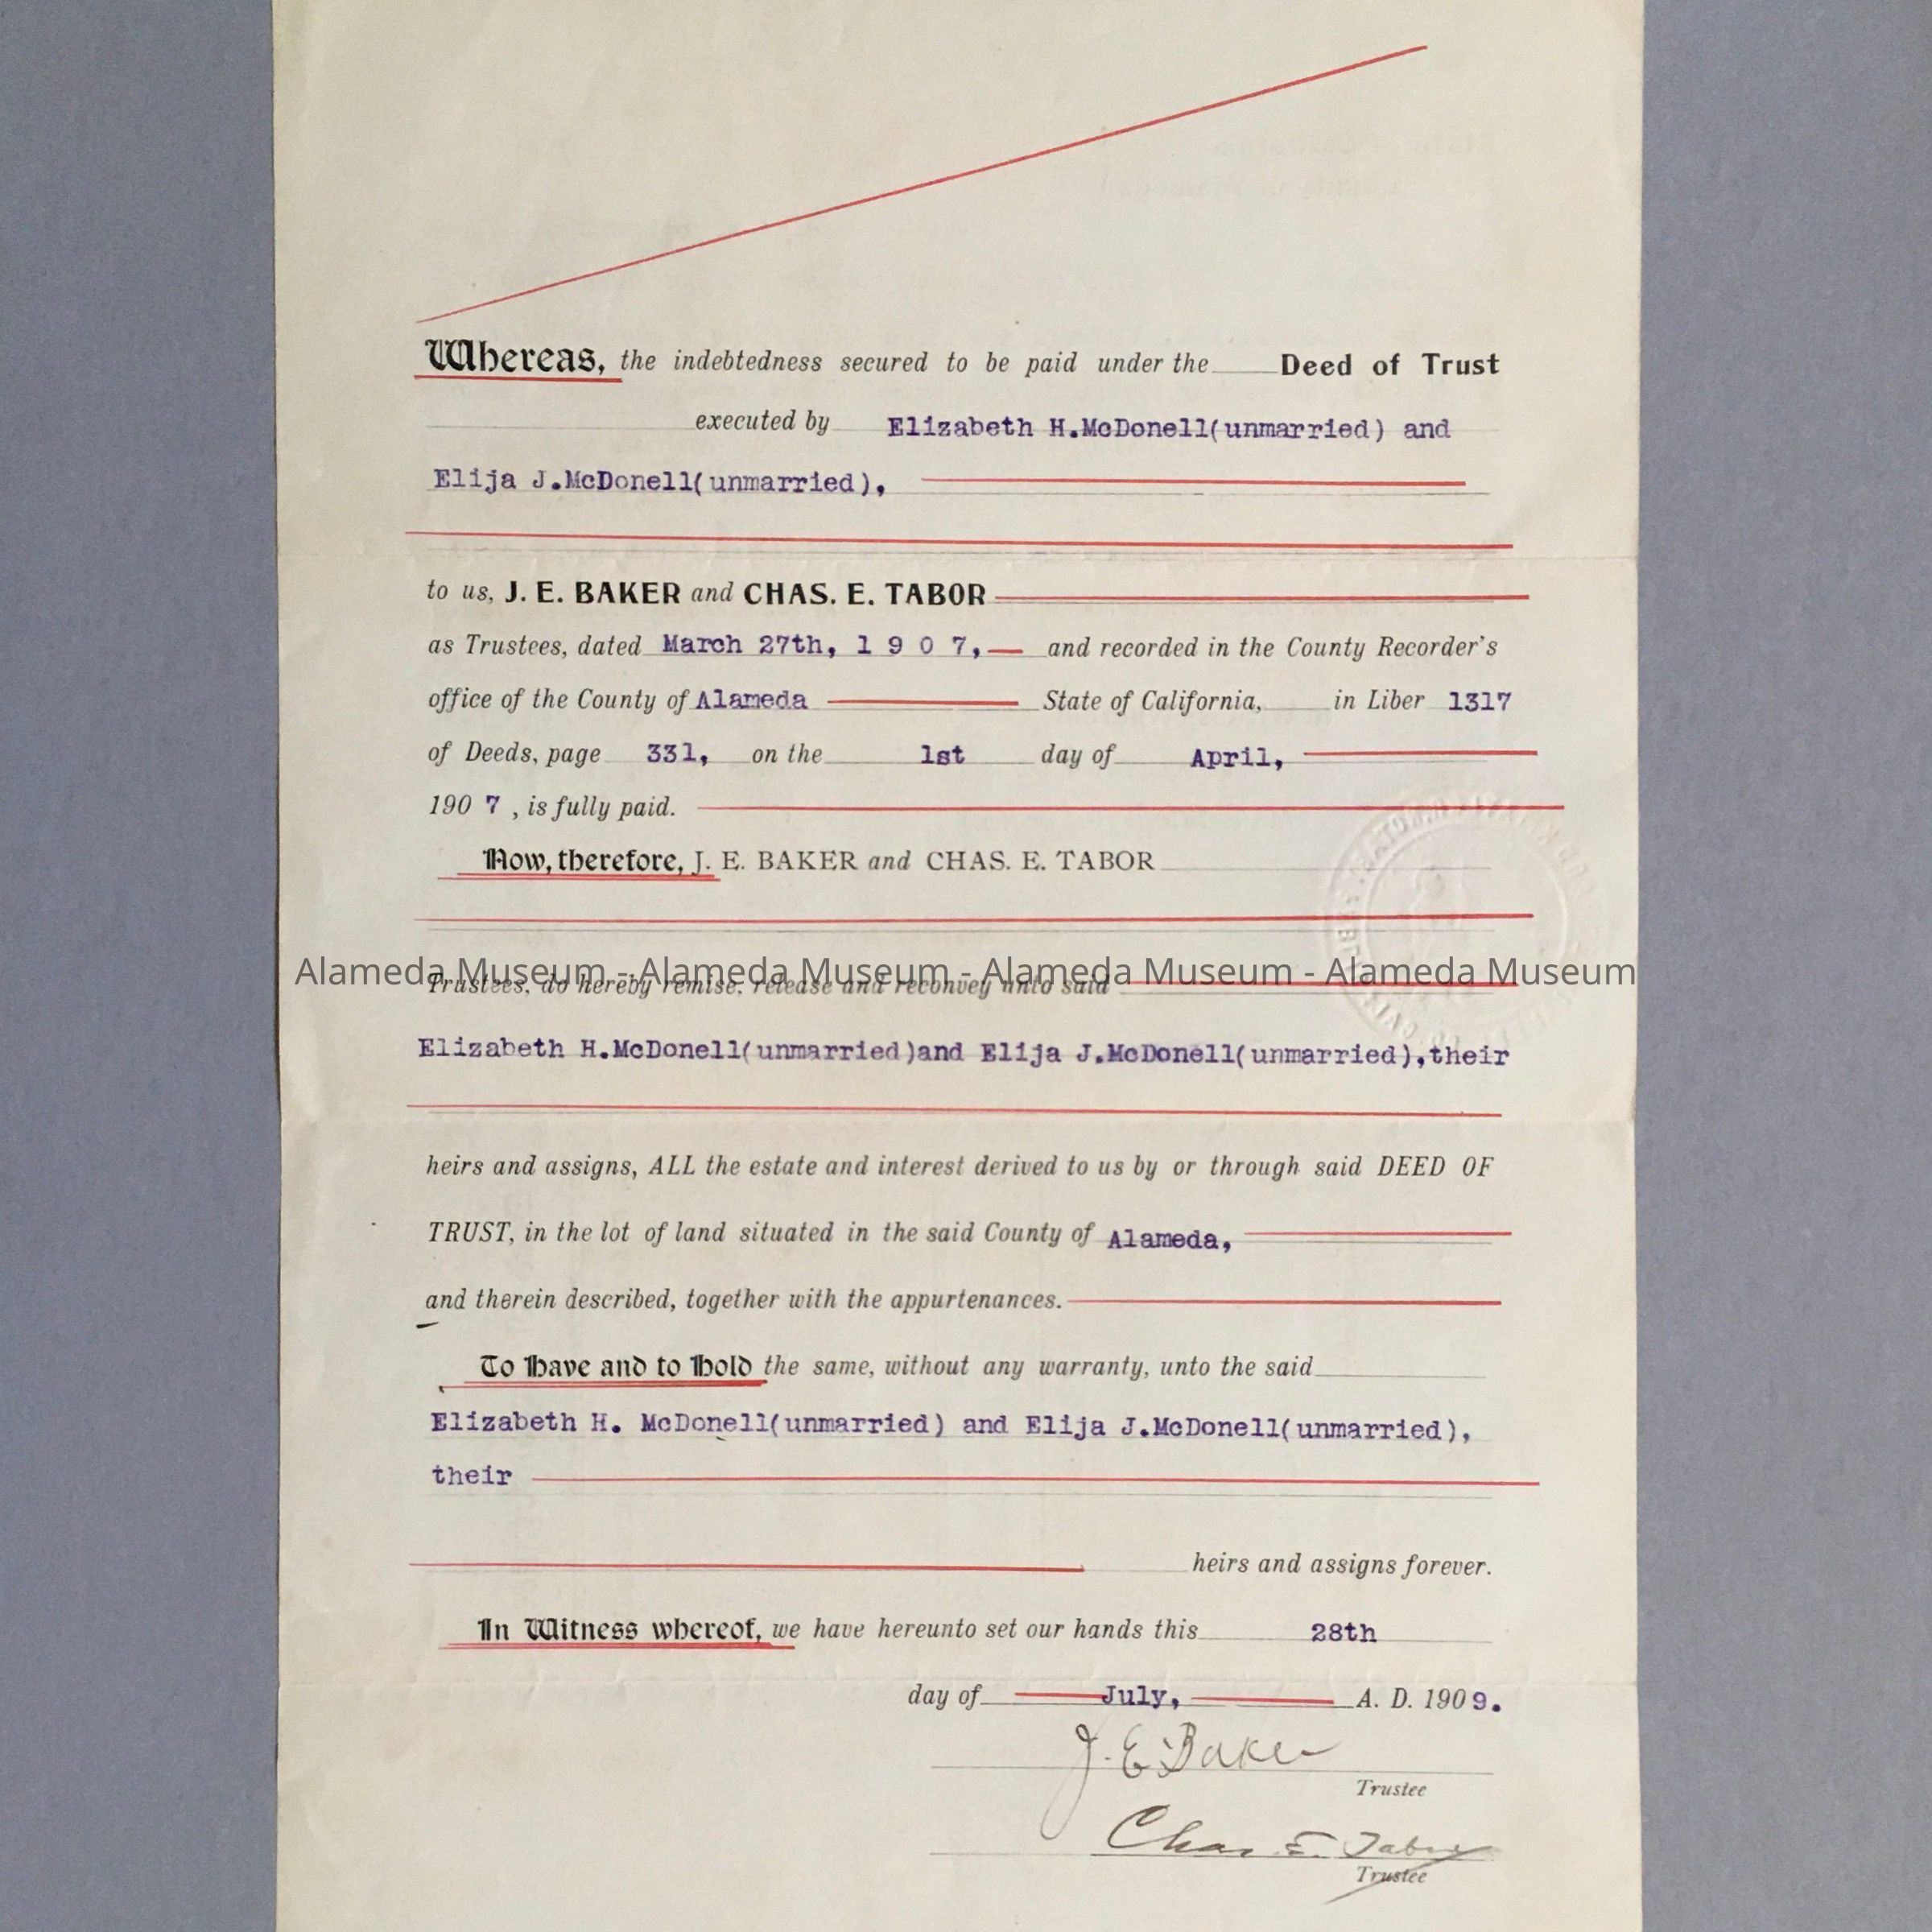 Whereas, the indebtedness secured to be paid under the Deed of Trust
executed by Elizabeth H.McDonell(unmarried) and
Elija J.McDonell(unmarried),
to us, J. E. BAKER and CHAS. E. TABOR
as Trustees, dated March 27th, 1 9 0 7, and recorded in the County Recorder's
office of the County of Alameda State of California, in Liber 1317
of Deeds, page 331, on the 1st day of April,
190 7 , is fully paid.
Now, therefore, J. E. BAKER and CHAS. E. TABOR
Alameda Museum - Alameda Museum - Alameda Museum - Alameda Museum
Trustees, do hereby remise, release and reconvey unto said
Elizabeth H.McDonell(unmarried)and Elija J.McDonell(unmarried),their
heirs and assigns, ALL the estate and interest derived to us by or through said DEED OF
TRUST, in the lot of land situated in the said County of Alameda,
and therein described, together with the appurtenances.
To Have and to Hold the same, without any warranty, unto the said
Elizabeth H. McDonell(unmarried) and Elija J.McDonell(unmarried),
their
heirs and assigns forever.
In Witness whereof, we have hereunto set our hands this 28th
day of July, A. D. 1909.
J. E. Baker
Trustee
Chas. E. Tabor
Trustee